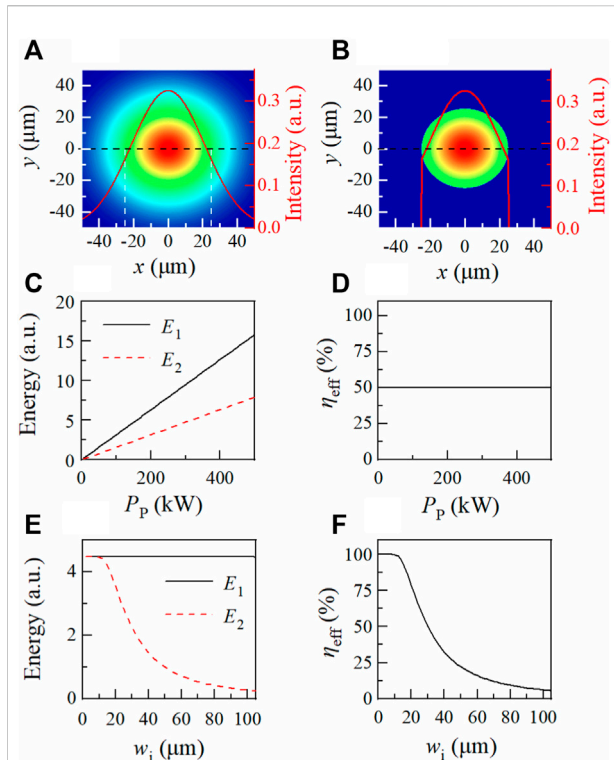 A
B
40
20
0
-20
-40
y (μm)
-40 -20 0 20 40
x (μm)
0.3
0.2
0.1
0.0
Intensity (a.u.)
40
20
0
-20
-40
y (μm)
-40 -20 0 20 40
x (μm)
0.3
0.2
0.1
0.0
Intensity (a.u.)
C
D
20
15
10
5
0
Energy (a.u.)
E1
E2
0 200 400
PP (kW)
100
75
50
25
0
ηeff (%)
0 200 400
PP (kW)
E
F
4
2
0
Energy (a.u.)
E1
E2
0 20 40 60 80 100
wi (μm)
100
75
50
25
0
ηeff (%)
0 20 40 60 80 100
wi (μm)